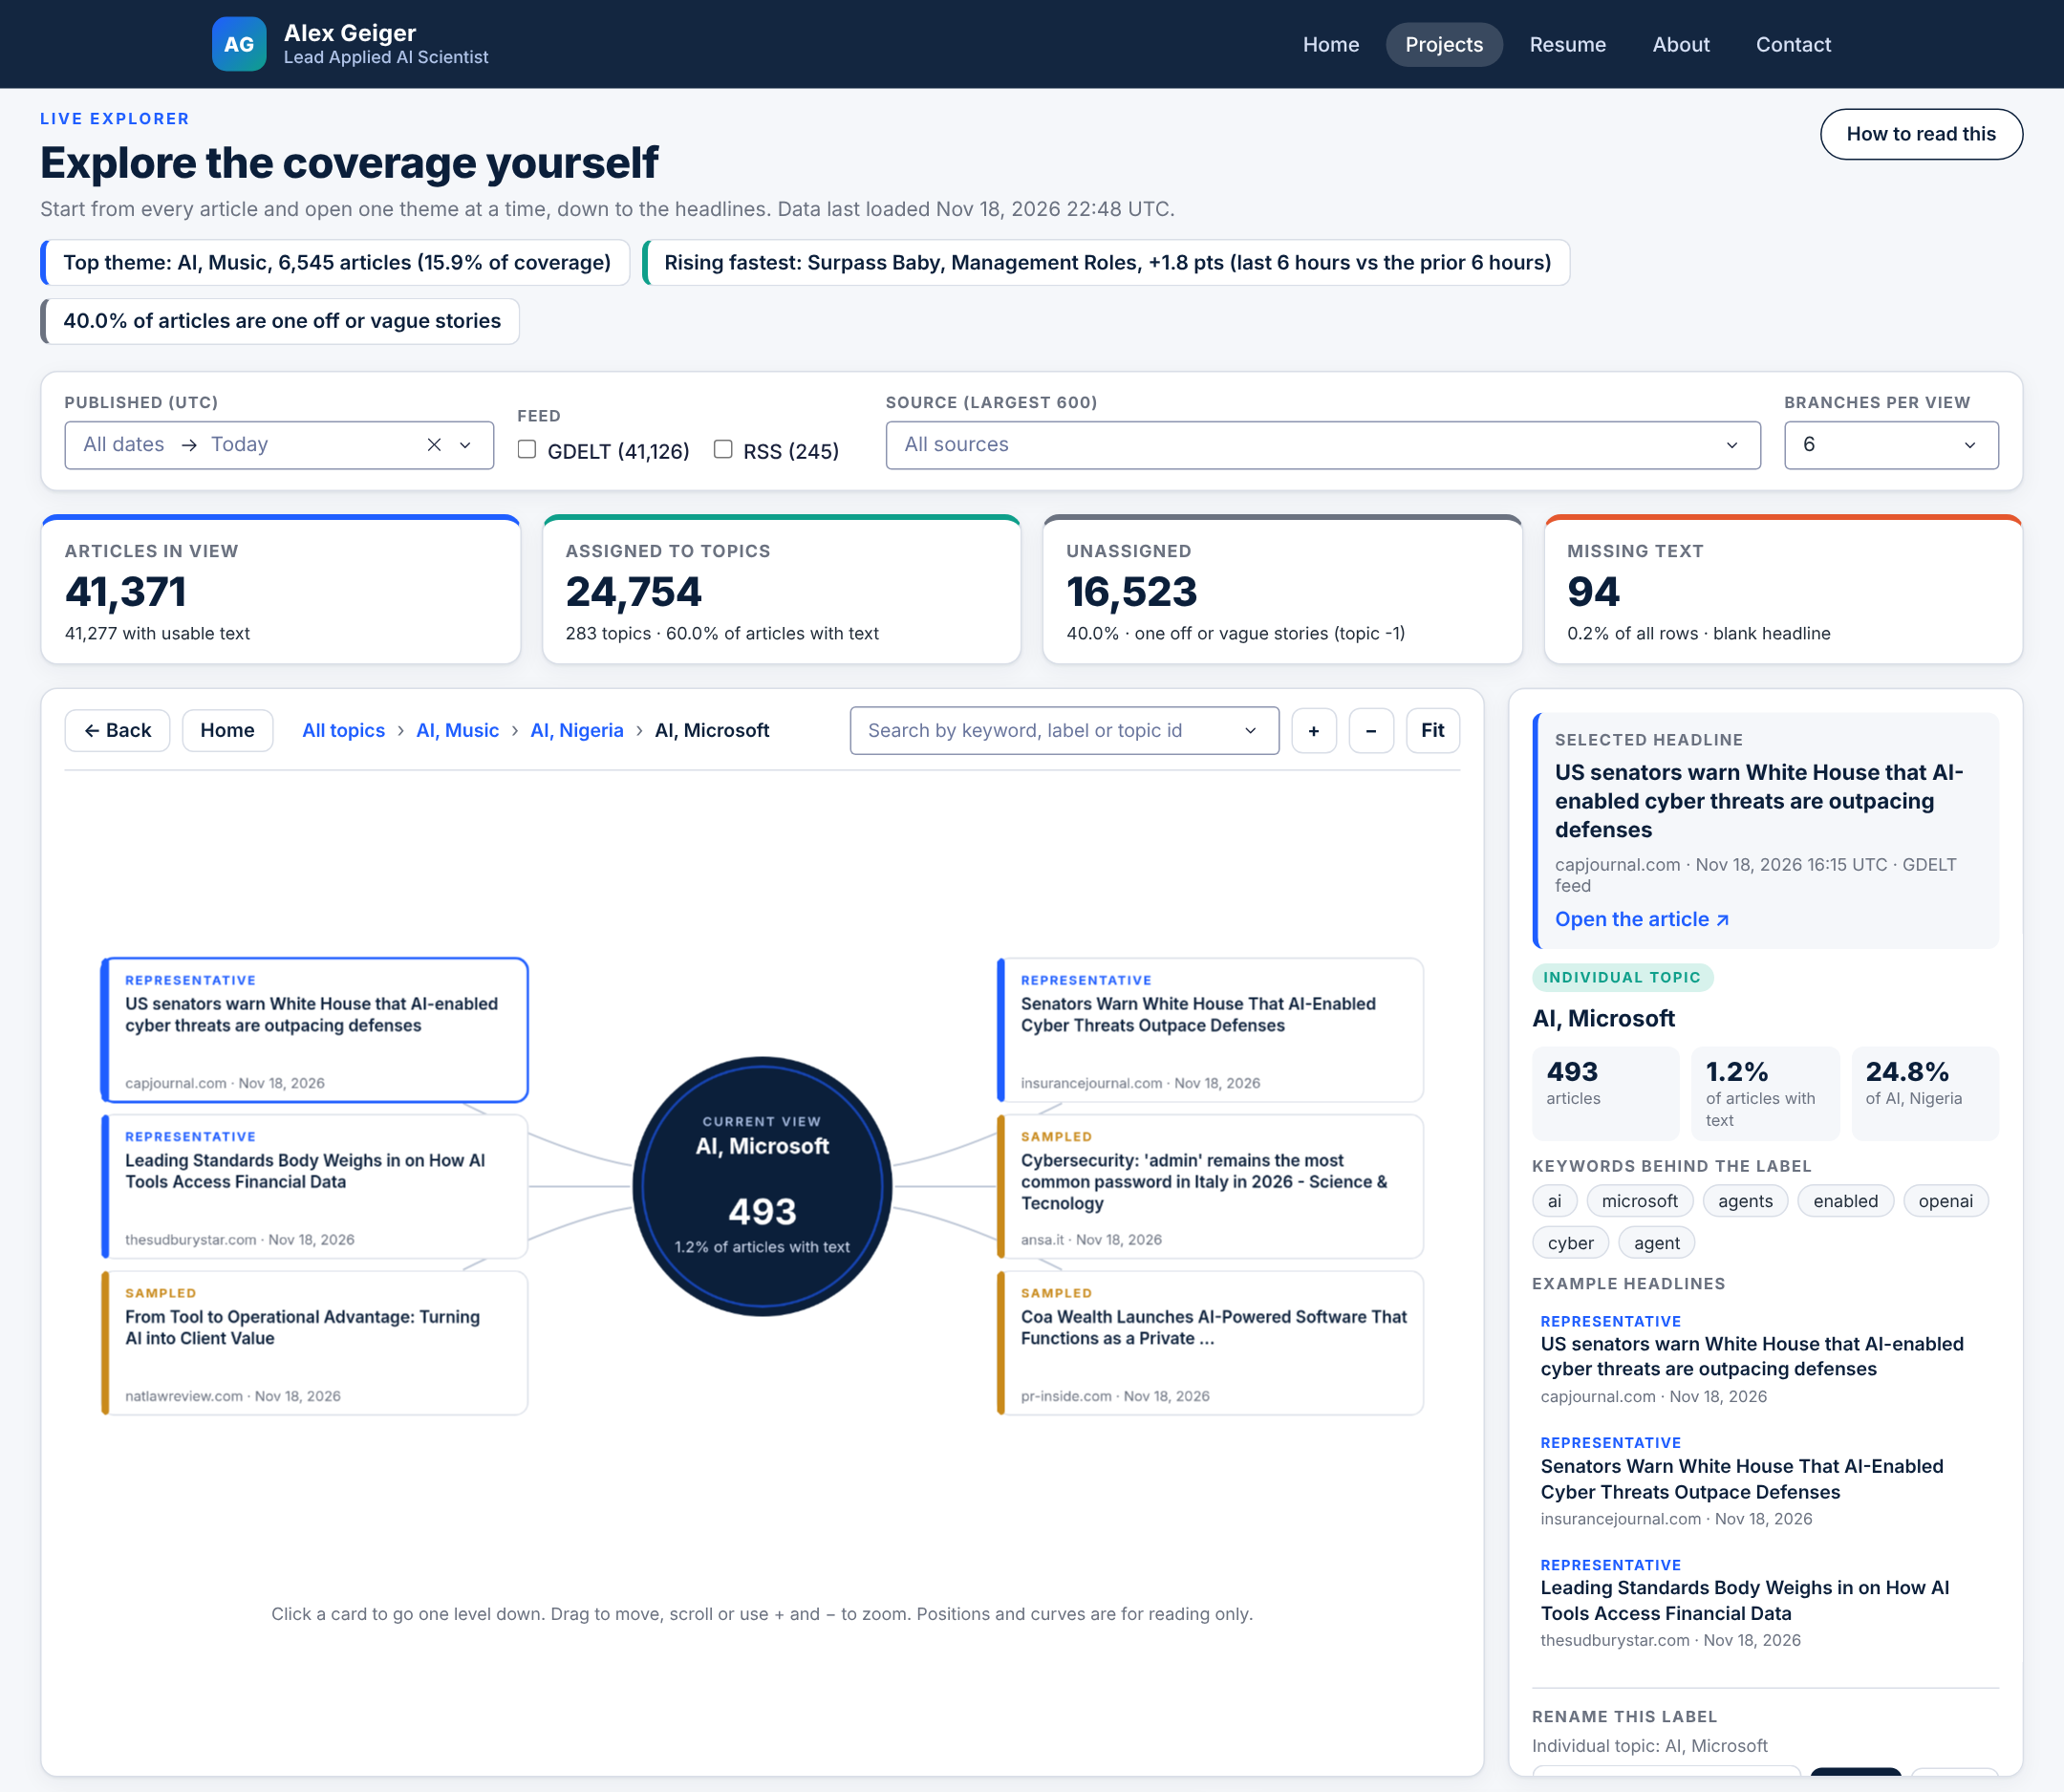 AG
Alex Geiger
Lead Applied AI Scientist
Home
Projects
Resume
About
Contact
LIVE EXPLORER
Explore the coverage yourself
Start from every article and open one theme at a time, down to the headlines. Data last loaded Nov 18, 2026 22:48 UTC.
How to read this
Top theme: AI, Music, 6,545 articles (15.9% of coverage)
Rising fastest: Surpass Baby, Management Roles, +1.8 pts (last 6 hours vs the prior 6 hours)
40.0% of articles are one off or vague stories
PUBLISHED (UTC)
All dates → Today
FEED
GDELT (41,126)
RSS (245)
SOURCE (LARGEST 600)
All sources
BRANCHES PER VIEW
6
ARTICLES IN VIEW
41,371
41,277 with usable text
ASSIGNED TO TOPICS
24,754
283 topics · 60.0% of articles with text
UNASSIGNED
16,523
40.0% · one off or vague stories (topic -1)
MISSING TEXT
94
0.2% of all rows · blank headline
← Back
Home
All topics › AI, Music › AI, Nigeria › AI, Microsoft
Search by keyword, label or topic id
+
−
Fit
REPRESENTATIVE
US senators warn White House that AI-enabled
cyber threats are outpacing defenses
capjournal.com · Nov 18, 2026
REPRESENTATIVE
Leading Standards Body Weighs in on How AI
Tools Access Financial Data
thesudburystar.com · Nov 18, 2026
SAMPLED
From Tool to Operational Advantage: Turning
AI into Client Value
natlawreview.com · Nov 18, 2026
CURRENT VIEW
AI, Microsoft
493
1.2% of articles with text
REPRESENTATIVE
Senators Warn White House That AI-Enabled
Cyber Threats Outpace Defenses
insurancejournal.com · Nov 18, 2026
SAMPLED
Cybersecurity: 'admin' remains the most
common password in Italy in 2026 - Science &
Tecnology
ansa.it · Nov 18, 2026
SAMPLED
Coa Wealth Launches AI-Powered Software That
Functions as a Private ...
pr-inside.com · Nov 18, 2026
Click a card to go one level down. Drag to move, scroll or use + and − to zoom. Positions and curves are for reading only.
SELECTED HEADLINE
US senators warn White House that AI-
enabled cyber threats are outpacing
defenses
capjournal.com · Nov 18, 2026 16:15 UTC · GDELT
feed
Open the article ↗
INDIVIDUAL TOPIC
AI, Microsoft
493
articles
1.2%
of articles with
text
24.8%
of AI, Nigeria
KEYWORDS BEHIND THE LABEL
ai
microsoft
agents
enabled
openai
cyber
agent
EXAMPLE HEADLINES
REPRESENTATIVE
US senators warn White House that AI-enabled
cyber threats are outpacing defenses
capjournal.com · Nov 18, 2026
REPRESENTATIVE
Senators Warn White House That AI-Enabled
Cyber Threats Outpace Defenses
insurancejournal.com · Nov 18, 2026
REPRESENTATIVE
Leading Standards Body Weighs in on How AI
Tools Access Financial Data
thesudburystar.com · Nov 18, 2026
RENAME THIS LABEL
Individual topic: AI, Microsoft